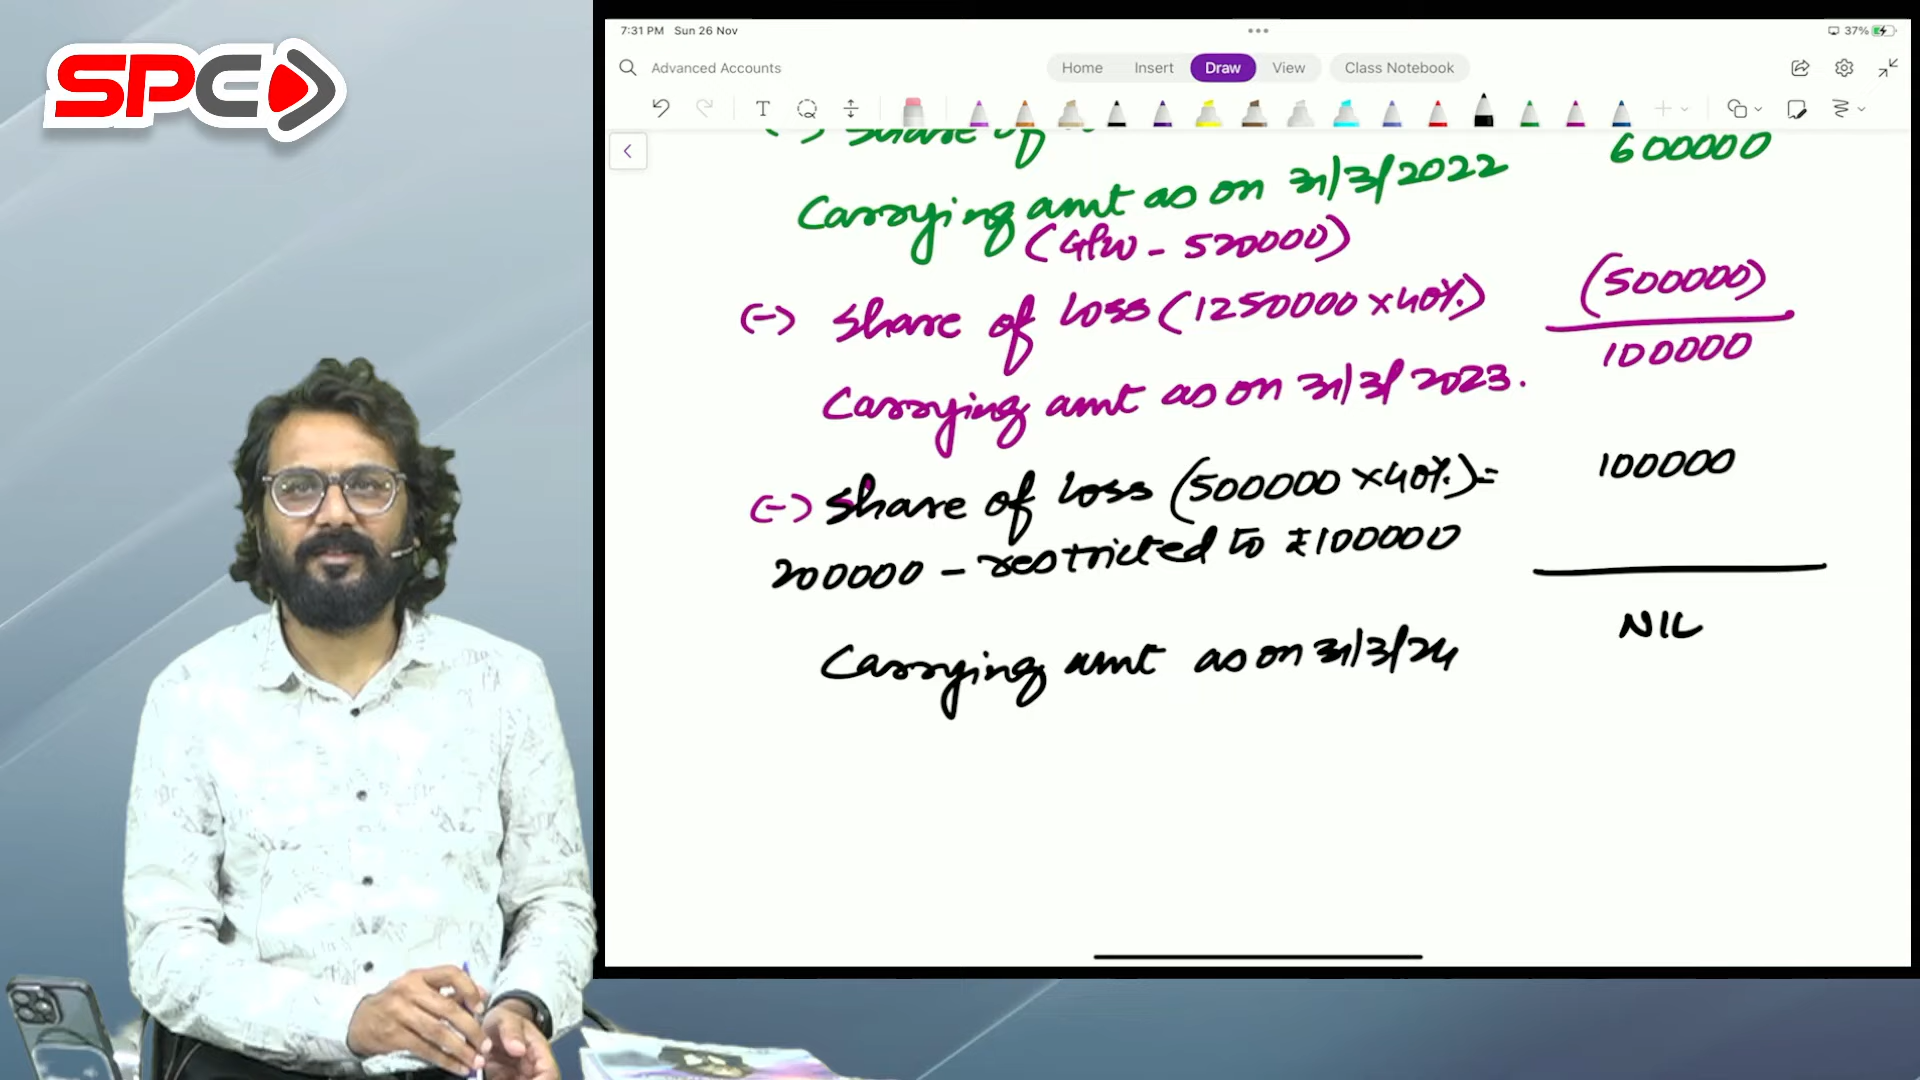 SPC
7:31 PM Sun 26 Nov
37%
Advanced Accounts
Home Insert Draw View Class Notebook
T
(-) Share of
600000
Carrying amt as on 31/3/2022
(G/W - 520000)
(-) Share of Loss (1250000 × 40%) (500000)
100000
Carrying amt as on 31/3/2023.
(-) Share of Loss (500000 × 40%) = 100000
200000 - restricted to ₹100000
Carrying amt as on 31/3/24 NIL